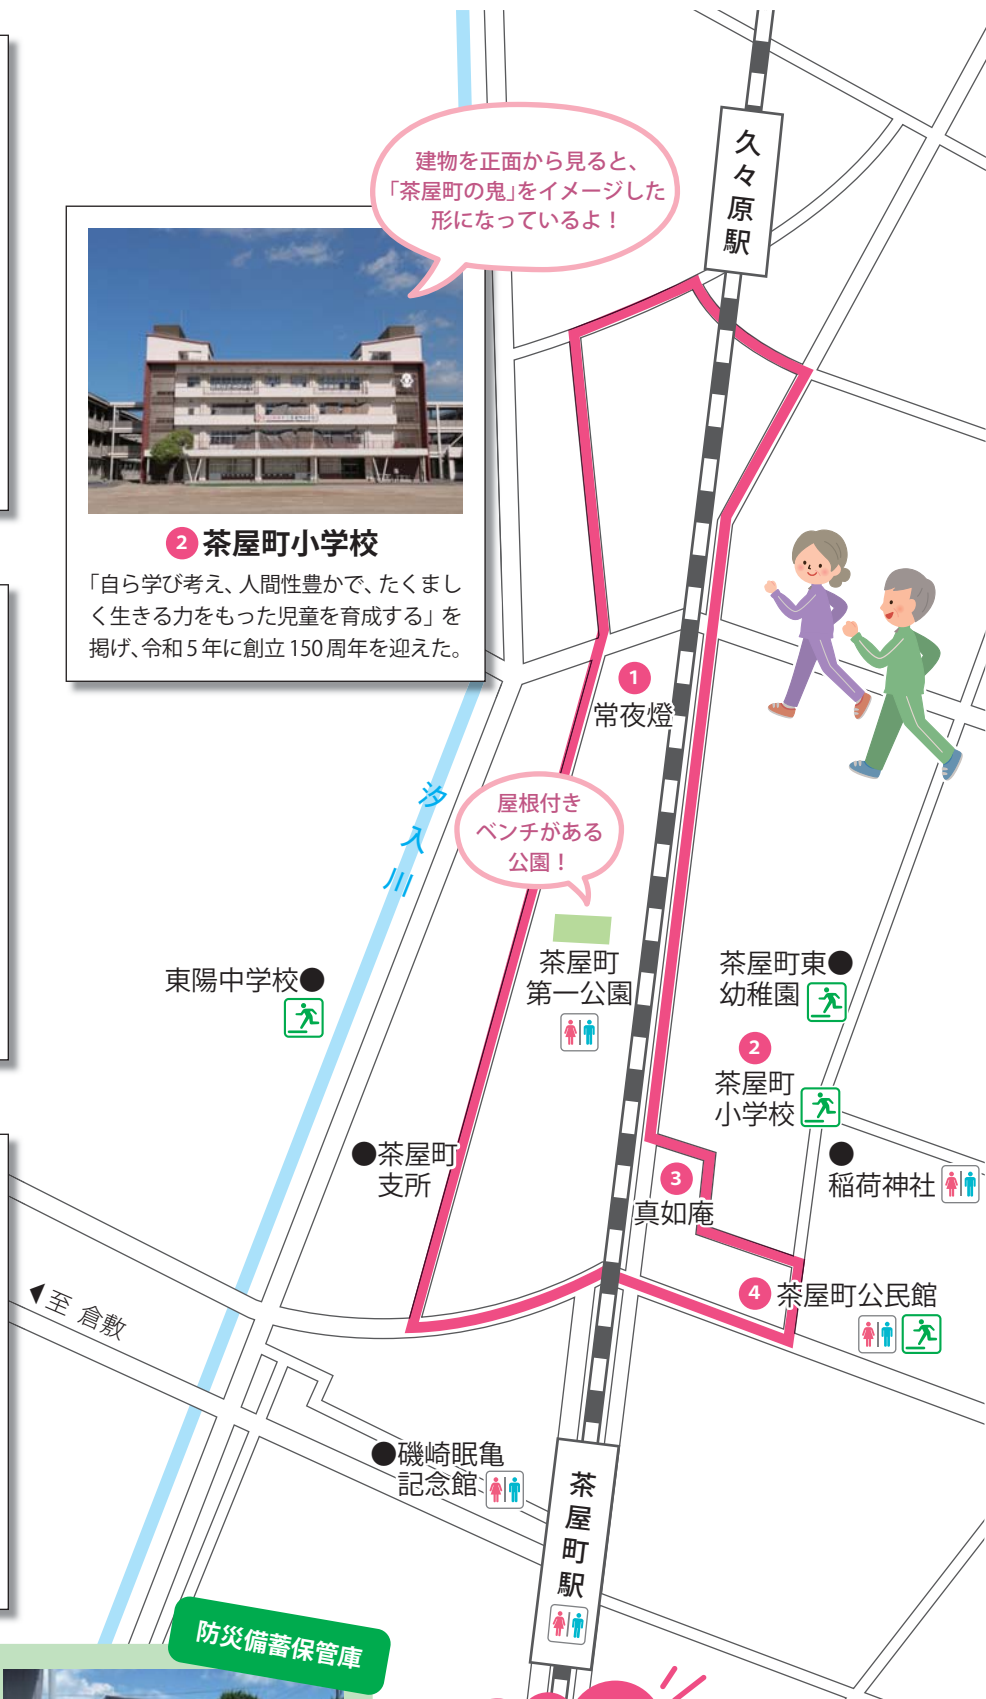 久々原駅
建物を正面から見ると、
「茶屋町の鬼」をイメージした
形になっているよ！
2 茶屋町小学校
「自ら学び考え、人間性豊かで、たくまし
く生きる力をもった児童を育成する」を
掲げ、令和5年に創立150周年を迎えた。
1
常夜燈
汐入川
屋根付き
ベンチがある
公園！
茶屋町
第一公園
東陽中学校
茶屋町東
幼稚園
2
茶屋町
小学校
茶屋町
支所
稲荷神社
3
真如庵
至 倉敷
4 茶屋町公民館
磯崎眠亀
記念館
茶屋町駅
防災備蓄保管庫